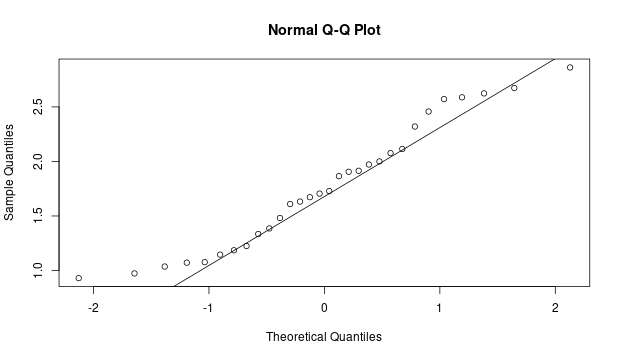 Normal Q-Q Plot
Sample Quantiles
2.5
2.0
1.5
1.0
-2 -1 0 1 2
Theoretical Quantiles